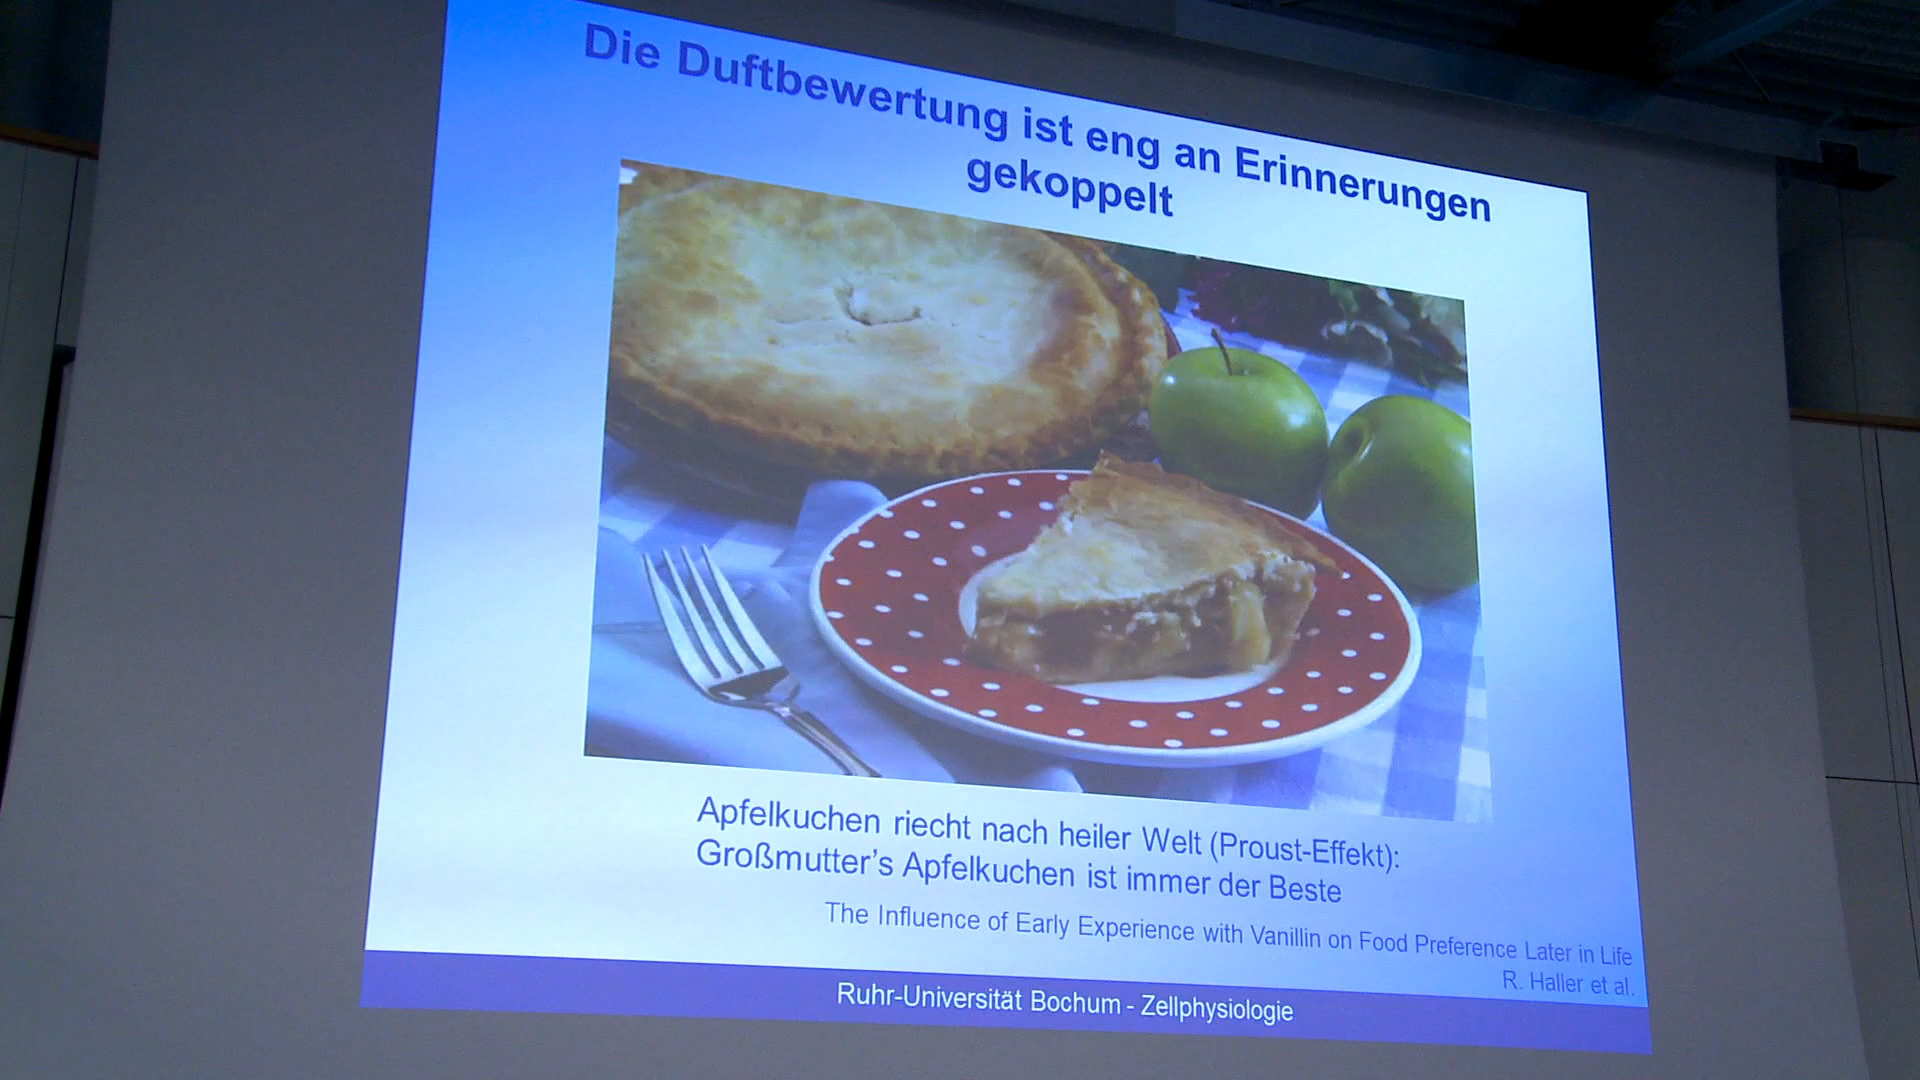 Die Duftbewertung ist eng an Erinnerungen
gekoppelt
Apfelkuchen riecht nach heiler Welt (Proust-Effekt):
Großmutter’s Apfelkuchen ist immer der Beste
The Influence of Early Experience with Vanillin on Food Preference Later in Life
R. Haller et al.
Ruhr-Universität Bochum - Zellphysiologie